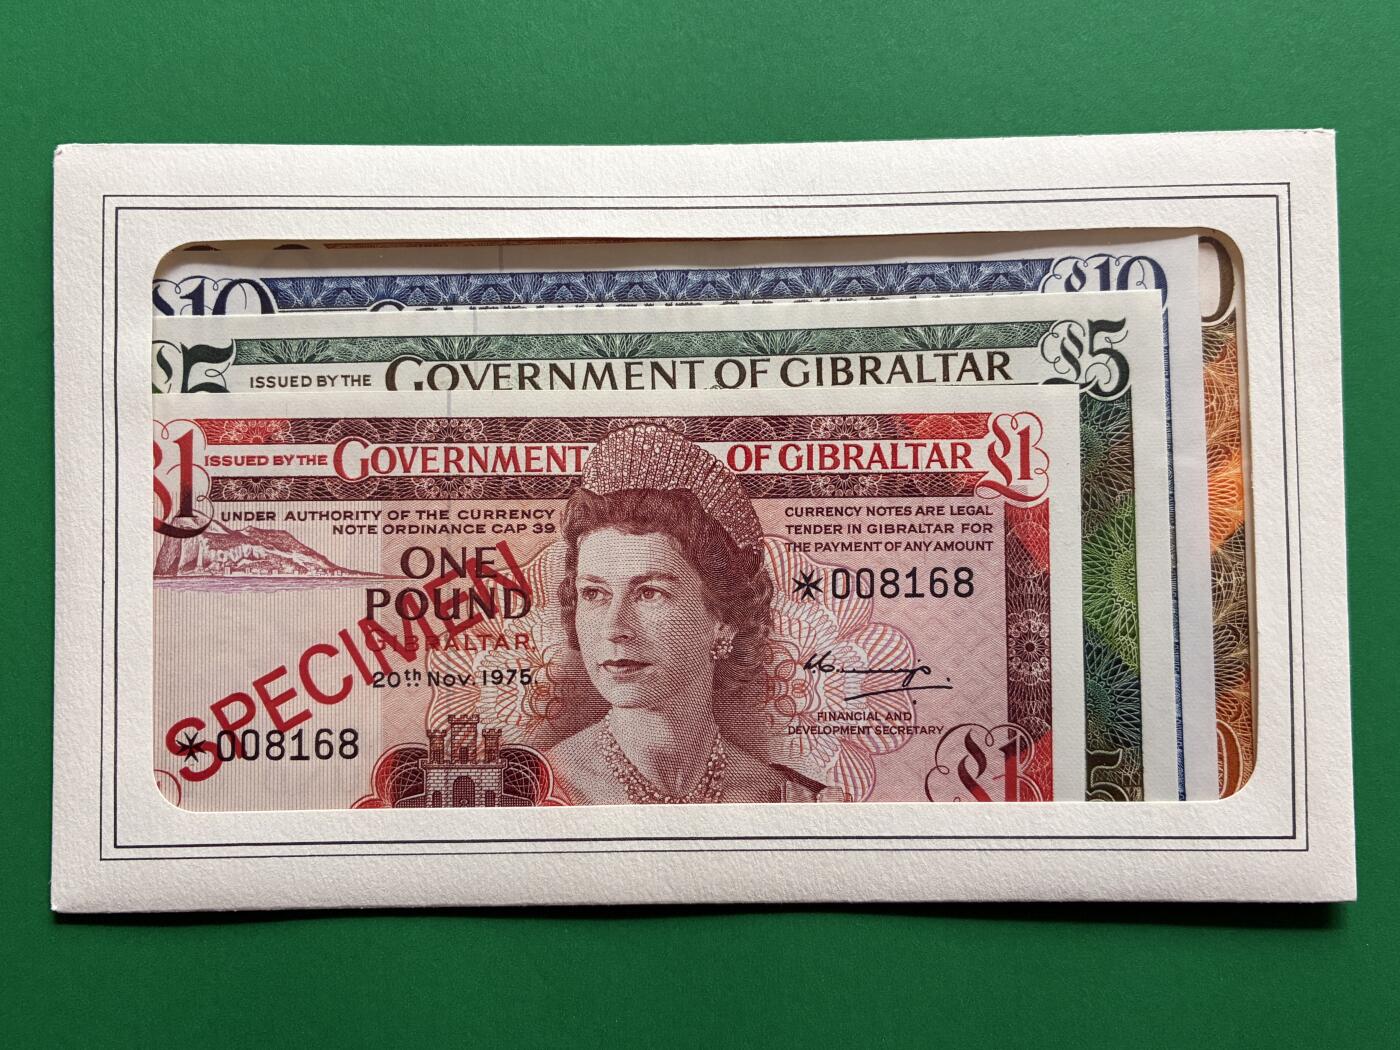 £10 £10
£5 ISSUED BY THE GOVERNMENT OF GIBRALTAR £5
£1 ISSUED BY THE GOVERNMENT OF GIBRALTAR £1
UNDER AUTHORITY OF THE CURRENCY
NOTE ORDINANCE CAP 39
CURRENCY NOTES ARE LEGAL
TENDER IN GIBRALTAR FOR
THE PAYMENT OF ANY AMOUNT
ONE
POUND
GIBRALTAR.
20th Nov. 1975.
SPECIMEN
*008168
*008168
FINANCIAL AND
DEVELOPMENT SECRETARY
£1
5